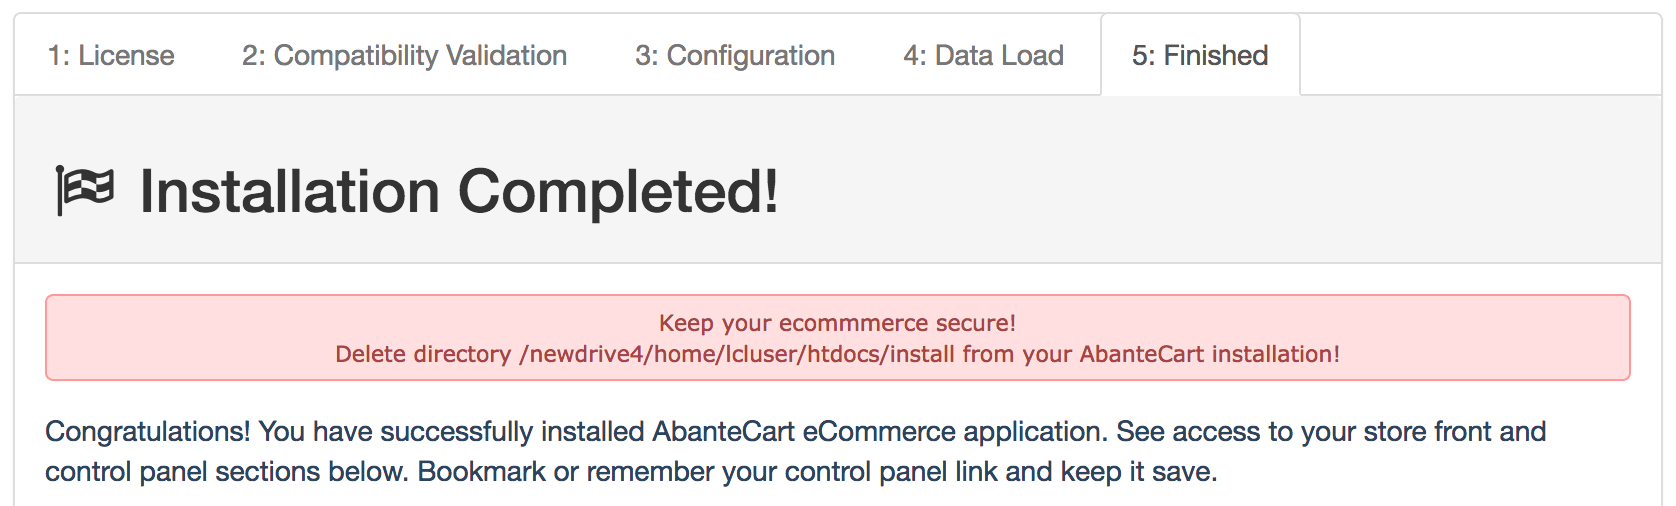 1: License 2: Compatibility Validation 3: Configuration 4: Data Load 5: Finished
Installation Completed!
Keep your ecommmerce secure!
Delete directory /newdrive4/home/lcluser/htdocs/install from your AbanteCart installation!
Congratulations! You have successfully installed AbanteCart eCommerce application. See access to your store front and
control panel sections below. Bookmark or remember your control panel link and keep it save.